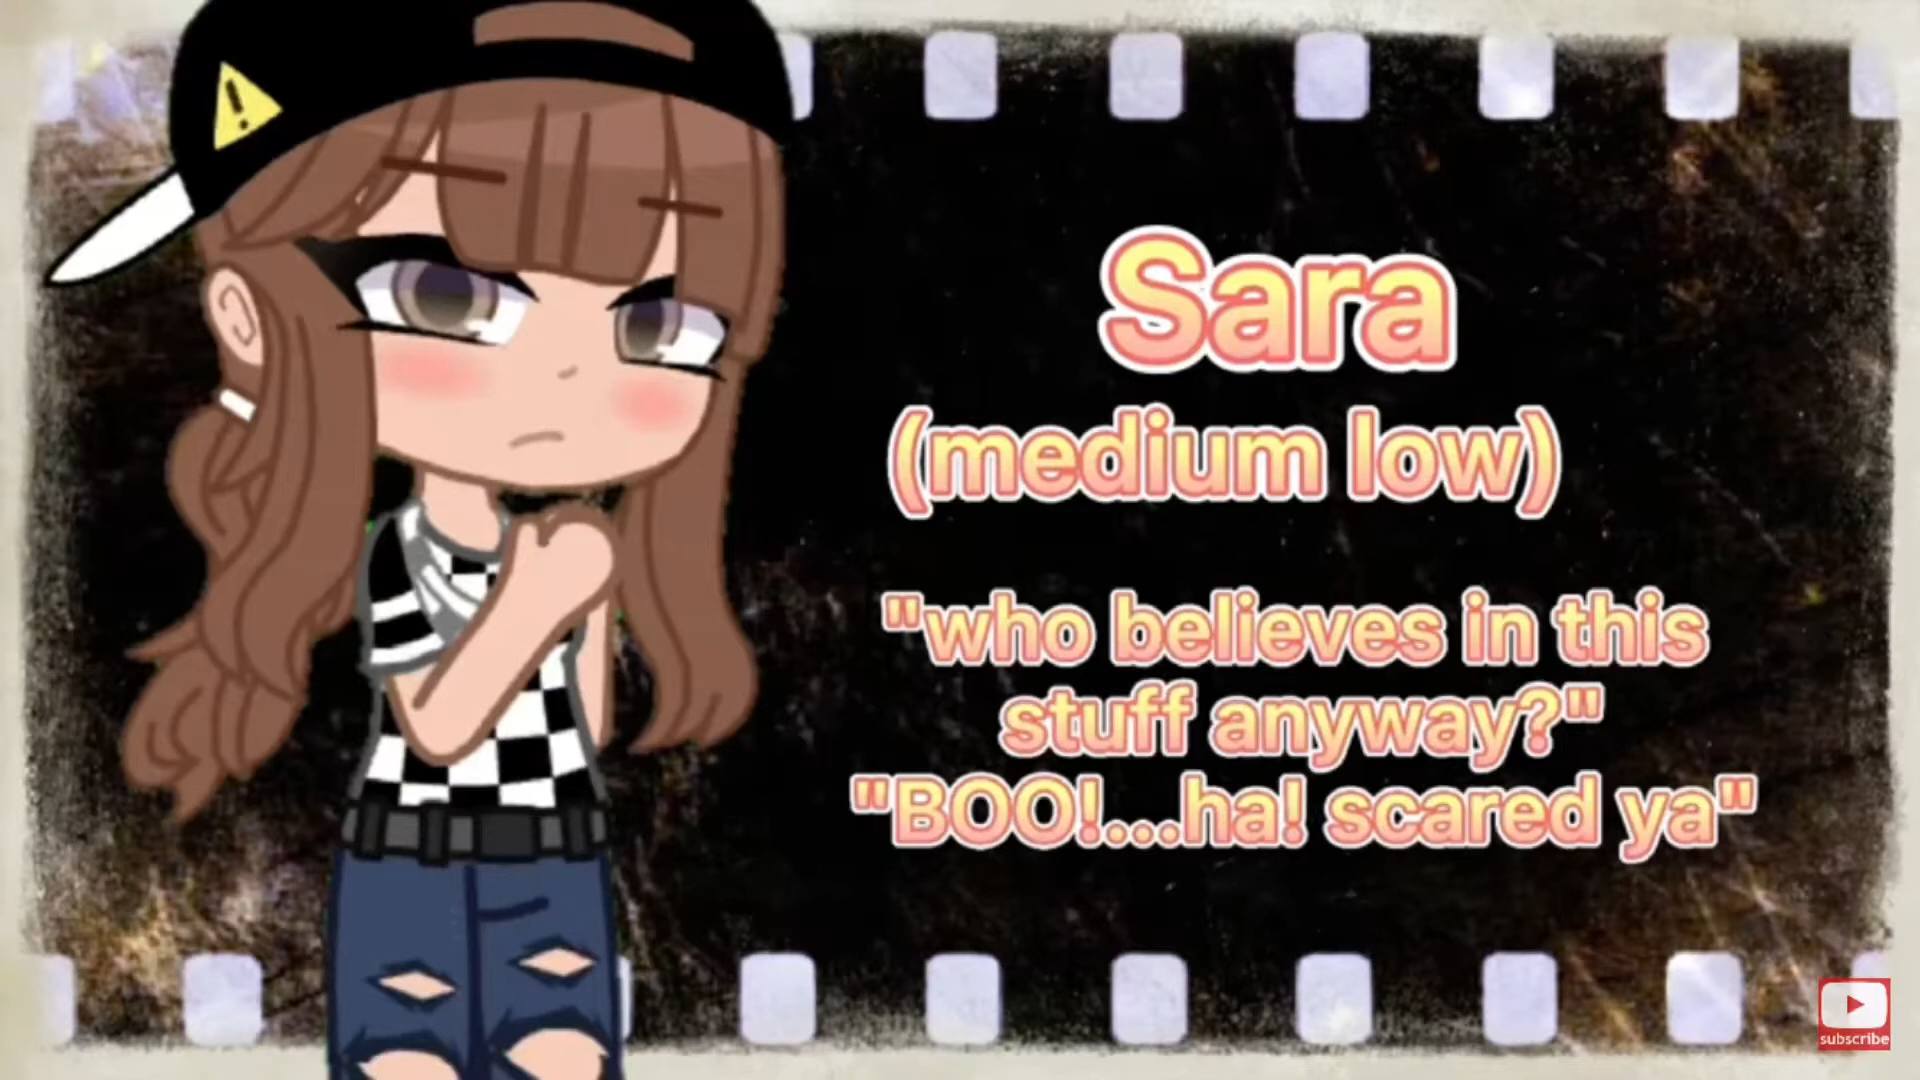 Sara
(medium low)
"who believes in this
stuff anyway?"
"BOO!...ha! scared ya"
subscribe